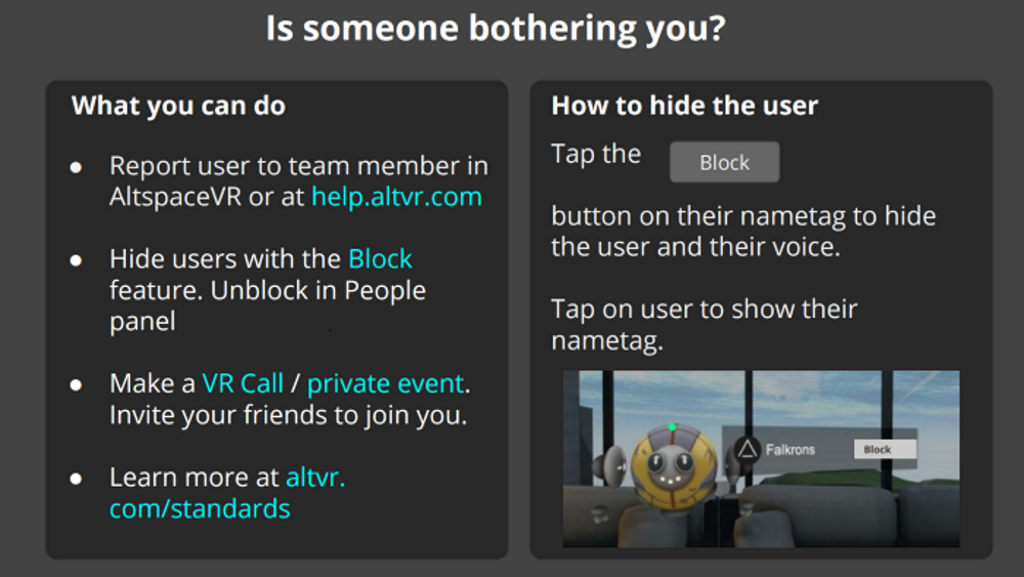 Is someone bothering you?
What you can do
● Report user to team member in
AltspaceVR or at help.altvr.com
● Hide users with the Block
feature. Unblock in People
panel
● Make a VR Call / private event.
Invite your friends to join you.
● Learn more at altvr.
com/standards
How to hide the user
Tap the Block
button on their nametag to hide
the user and their voice.
Tap on user to show their
nametag.
Falkrons Block